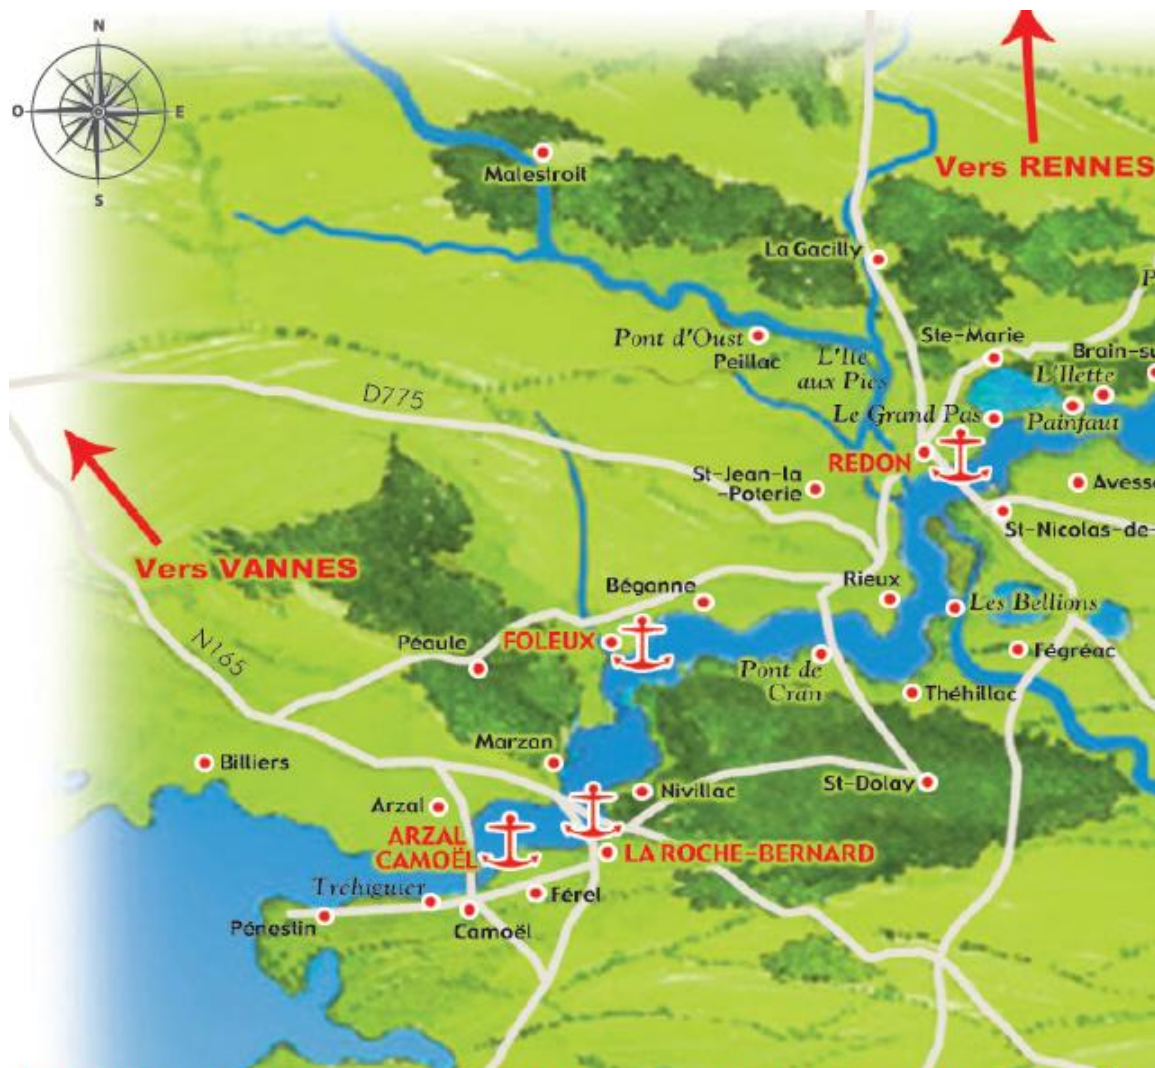 N
O
E
S
Vers RENNES
Malestroit
La Gacilly
P
Pont d'Oust
Peillac
L'Ile
aux Pies
Ste-Marie
Brain-su
L'Ilette
D775
Le Grand Pas
Painfaut
REDON
St-Jean-la
-Poterie
Avess
St-Nicolas-de-
Vers VANNES
Béganne
Rieux
Les Bellions
N165
Péaule
FOLEUX
Pont de
Cran
Fégréac
Théhillac
Marzan
Billiers
Nivillac
St-Dolay
Arzal
ARZAL
CAMOËL
LA ROCHE-BERNARD
Tréhiguier
Férel
Pénestin
Camoël